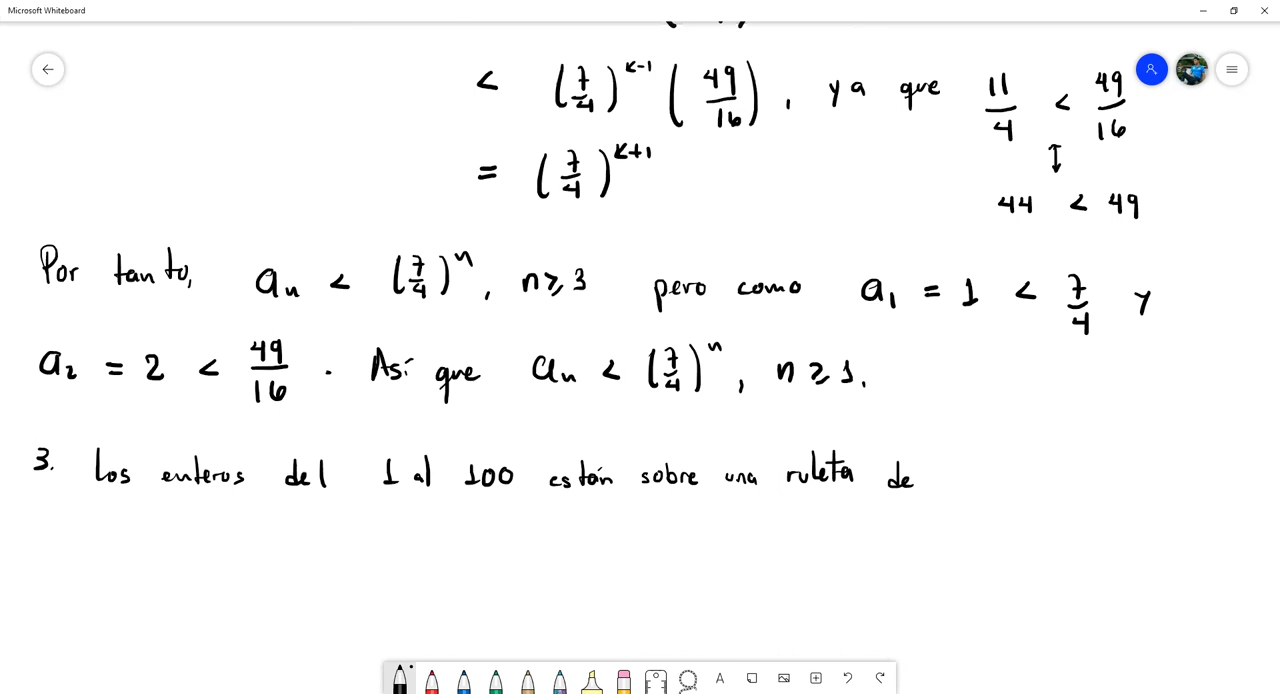 Microsoft Whiteboard
< (7/4)^{k-1} (49/16), ya que 11/4 < 49/16
↕
= (7/4)^{k+1}
44 < 49
Por tanto, a_n < (7/4)^n, n ≥ 3 pero como a_1 = 1 < 7/4 y
a_2 = 2 < 49/16. Así que a_n < (7/4)^n, n ≥ 1.
3. Los enteros del 1 al 100 están sobre una ruleta de
A